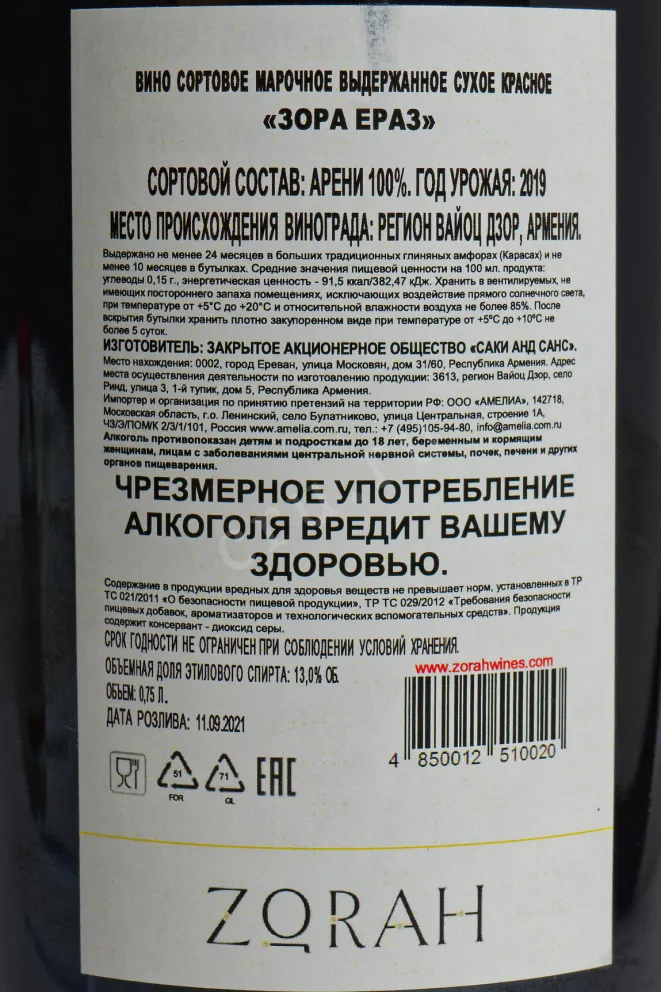 ВИНО СОРТОВОЕ МАРОЧНОЕ ВЫДЕРЖАННОЕ СУХОЕ КРАСНОЕ
«ЗОРА ЕРАЗ»
СОРТОВОЙ СОСТАВ: АРЕНИ 100%. ГОД УРОЖАЯ: 2019
МЕСТО ПРОИСХОЖДЕНИЯ ВИНОГРАДА: РЕГИОН ВАЙОЦ ДЗОР, АРМЕНИЯ.
Выдержано не менее 24 месяцев в больших традиционных глиняных амфорах (Карасах) и не
менее 10 месяцев в бутылках. Средние значения пищевой ценности на 100 мл. продукта:
углеводы 0,15 г., энергетическая ценность - 91,5 ккал/382,47 кДж. Хранить в вентилируемых, не
имеющих постороннего запаха помещениях, исключающих воздействие прямого солнечного света,
при температуре от +5°С до +20°С и относительной влажности воздуха не более 85%. После
вскрытия бутылки хранить плотно закупоренном виде при температуре от +5°С до +10°С не
более 5 суток.
ИЗГОТОВИТЕЛЬ: ЗАКРЫТОЕ АКЦИОНЕРНОЕ ОБЩЕСТВО «САКИ АНД САНС».
Место нахождения: 0002, город Ереван, улица Московян, дом 31/60, Республика Армения. Адрес
места осуществления деятельности по изготовлению продукции: 3613, регион Вайоц Дзор, село
Ринд, улица 3, 1-й тупик, дом 5, Республика Армения.
Импортер и организация по принятию претензий на территории РФ: ООО «АМЕЛИА», 142718,
Московская область, г.о. Ленинский, село Булатниково, улица Центральная, строение 1А,
ЧЗ/Э/ПОМ/К 2/3/1/101, Россия www.amelia.com.ru, тел.: +7 (495)105-94-80, info@amelia.com.ru
Алкоголь противопоказан детям и подросткам до 18 лет, беременным и кормящим
женщинам, лицам с заболеваниями центральной нервной системы, почек, печени и других
органов пищеварения.
ЧРЕЗМЕРНОЕ УПОТРЕБЛЕНИЕ
АЛКОГОЛЯ ВРЕДИТ ВАШЕМУ
ЗДОРОВЬЮ.
Содержание в продукции вредных для здоровья веществ не превышает норм, установленных в ТР
ТС 021/2011 «О безопасности пищевой продукции», ТР ТС 029/2012 «Требования безопасности
пищевых добавок, ароматизаторов и технологических вспомогательных средств». Продукция
содержит консервант - диоксид серы.
СРОК ГОДНОСТИ НЕ ОГРАНИЧЕН ПРИ СОБЛЮДЕНИИ УСЛОВИЙ ХРАНЕНИЯ.
ОБЪЕМНАЯ ДОЛЯ ЭТИЛОВОГО СПИРТА: 13,0% ОБ.
ОБЪЕМ: 0,75 Л.
ДАТА РОЗЛИВА: 11.09.2021
www.zorahwines.com
4 850012 510020
51
FOR
71
GL
EAC
ZORAH